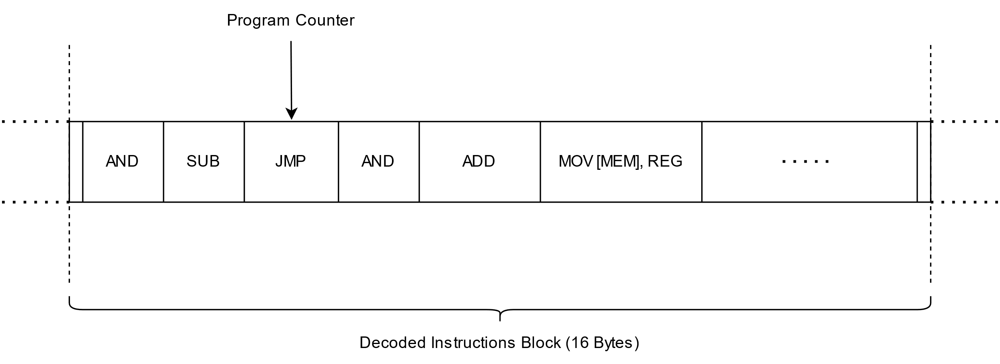 Program Counter
AND
SUB
JMP
AND
ADD
MOV [MEM], REG
.....
Decoded Instructions Block (16 Bytes)